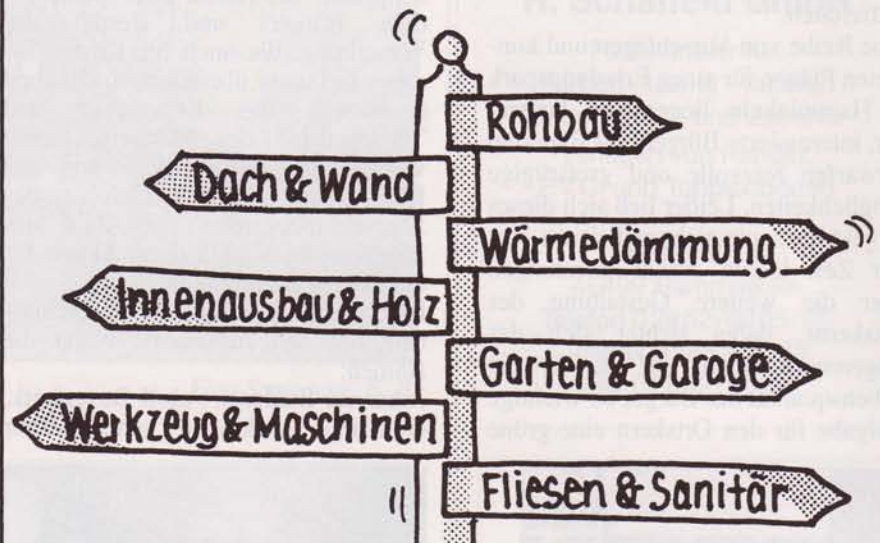 Rohbau
Dach & Wand
Wärmedämmung
Innenausbau & Holz
Garten & Garage
Werkzeug & Maschinen
Fliesen & Sanitär